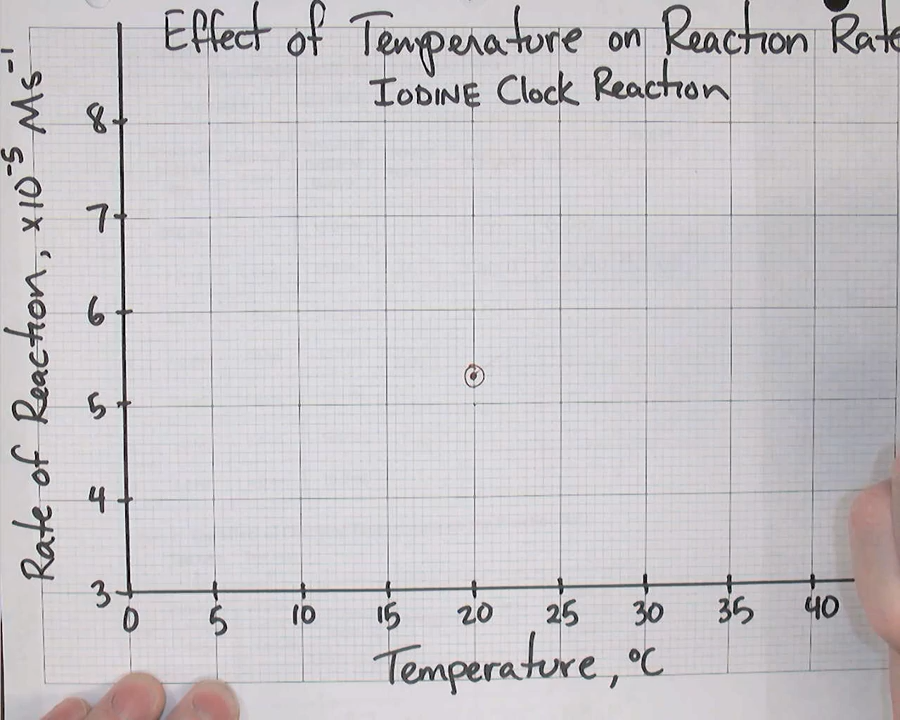 Effect of Temperature on Reaction Rate
IODINE Clock Reaction
Rate of Reaction, x10⁻⁵ Ms⁻¹
8
7
6
5
4
3
0 5 10 15 20 25 30 35 40
Temperature, °C